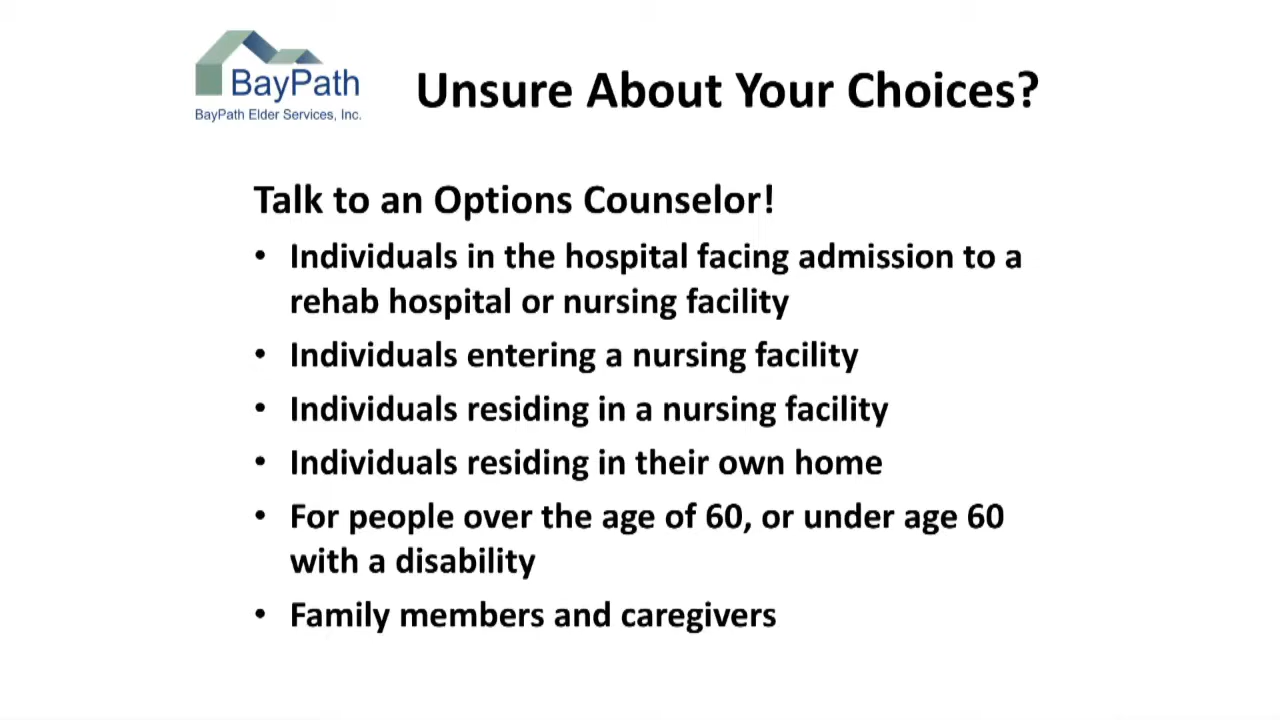 BayPath
BayPath Elder Services, Inc.
Unsure About Your Choices?
Talk to an Options Counselor!
• Individuals in the hospital facing admission to a
rehab hospital or nursing facility
• Individuals entering a nursing facility
• Individuals residing in a nursing facility
• Individuals residing in their own home
• For people over the age of 60, or under age 60
with a disability
• Family members and caregivers